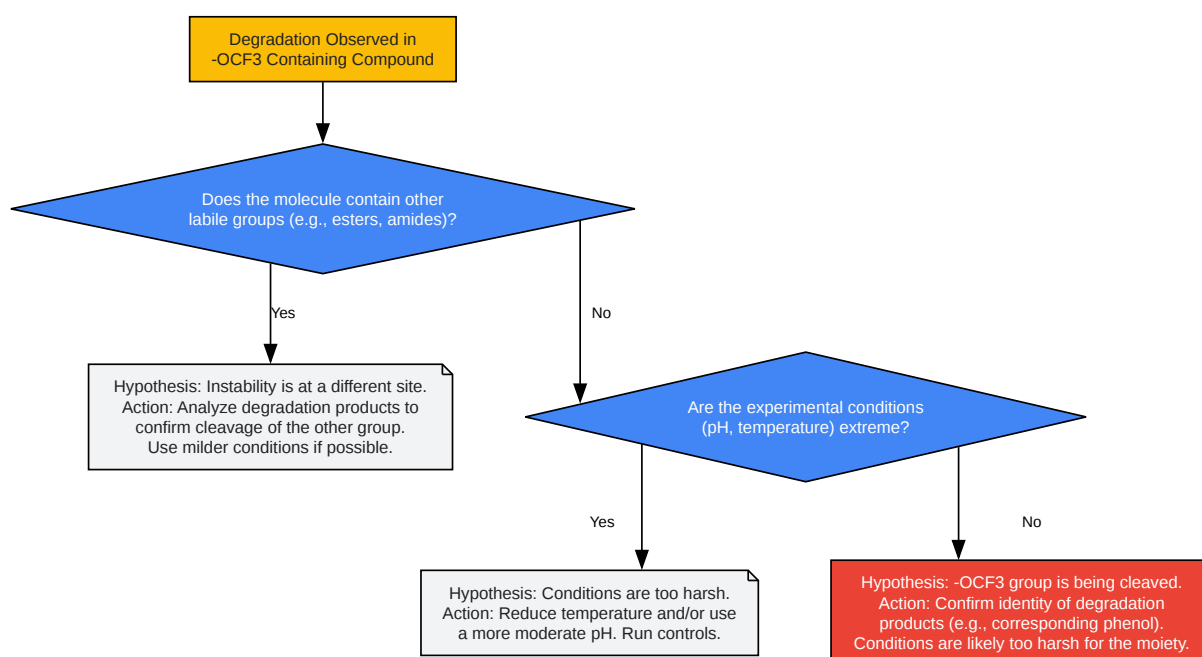 Degradation Observed in
-OCF3 Containing Compound
Does the molecule contain other
labile groups (e.g., esters, amides)?
Yes
No
Hypothesis: Instability is at a different site.
Action: Analyze degradation products to
confirm cleavage of the other group.
Use milder conditions if possible.
Are the experimental conditions
(pH, temperature) extreme?
Yes
No
Hypothesis: Conditions are too harsh.
Action: Reduce temperature and/or use
a more moderate pH. Run controls.
Hypothesis: -OCF3 group is being cleaved.
Action: Confirm identity of degradation
products (e.g., corresponding phenol).
Conditions are likely too harsh for the moiety.